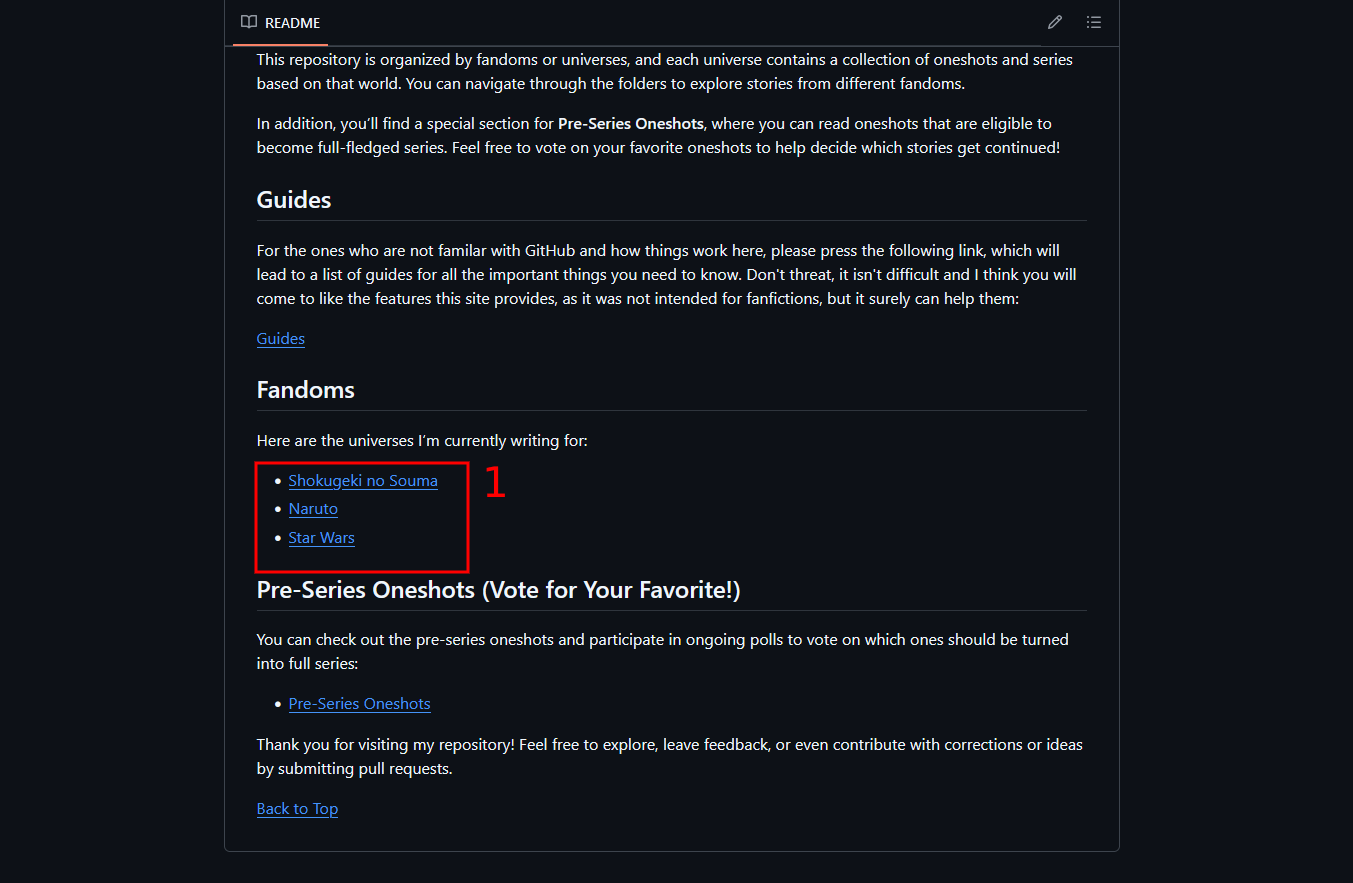 README
This repository is organized by fandoms or universes, and each universe contains a collection of oneshots and series
based on that world. You can navigate through the folders to explore stories from different fandoms.
In addition, you’ll find a special section for Pre-Series Oneshots, where you can read oneshots that are eligible to
become full-fledged series. Feel free to vote on your favorite oneshots to help decide which stories get continued!
Guides
For the ones who are not familar with GitHub and how things work here, please press the following link, which will
lead to a list of guides for all the important things you need to know. Don't threat, it isn't difficult and I think you will
come to like the features this site provides, as it was not intended for fanfictions, but it surely can help them:
Guides
Fandoms
Here are the universes I’m currently writing for:
• Shokugeki no Souma
1
• Naruto
• Star Wars
Pre-Series Oneshots (Vote for Your Favorite!)
You can check out the pre-series oneshots and participate in ongoing polls to vote on which ones should be turned
into full series:
• Pre-Series Oneshots
Thank you for visiting my repository! Feel free to explore, leave feedback, or even contribute with corrections or ideas
by submitting pull requests.
Back to Top